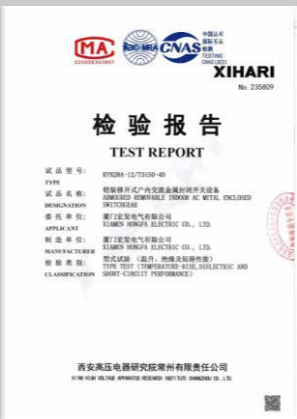 MA
ilac-MRA
CNAS
中国认可
国际互认
检测
TESTING
XIHARI
No. 235809
检验报告
TEST REPORT
试品型号: KYN28A-12/T3150-40
TYPE
试品名称: 铠装移开式户内交流金属封闭开关设备
DESIGNATION ARMOURED REMOVABLE INDOOR AC METAL ENCLOSED SWITCHGEAR
委托单位: 厦门宏发电气有限公司
APPLICANT XIAMEN HONGFA ELECTRIC CO., LTD.
制造单位: 厦门宏发电气有限公司
MANUFACTURER XIAMEN HONGFA ELECTRIC CO., LTD.
检验类别: 型式试验 (温升、绝缘及短路性能)
CLASSIFICATION TYPE TEST (TEMPERATURE-RISE,DIELECTRIC AND SHORT-CIRCUIT PERFORMANCE)
西安高压电器研究院常州有限责任公司
XI'AN HIGH VOLTAGE APPARATUS RESEARCH INSTITUTE CHANGZHOU CO., LTD.